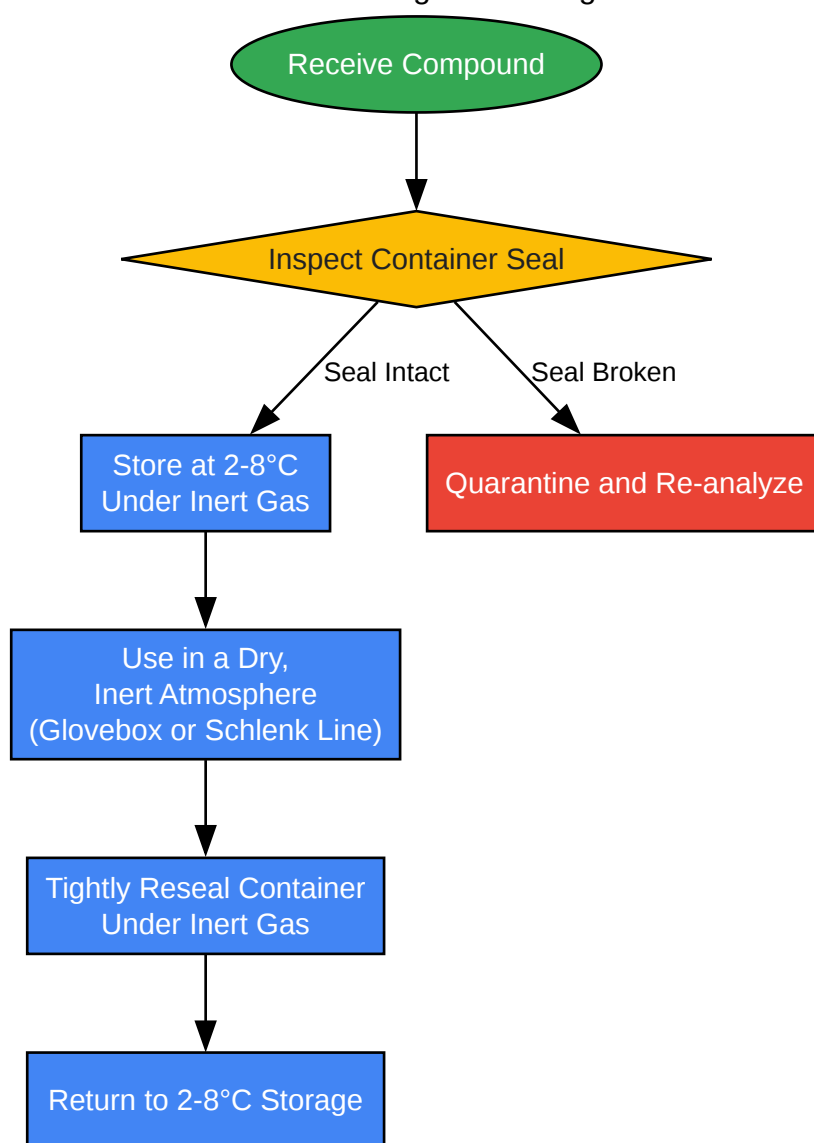 Receive Compound
Inspect Container Seal
Seal Intact
Seal Broken
Store at 2-8°C
Under Inert Gas
Quarantine and Re-analyze
Use in a Dry,
Inert Atmosphere
(Glovebox or Schlenk Line)
Tightly Reseal Container
Under Inert Gas
Return to 2-8°C Storage